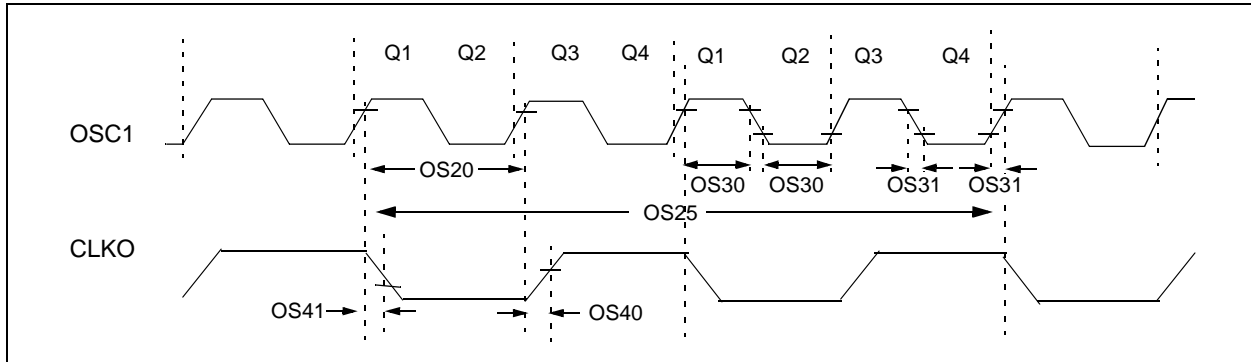 Q1 Q2 Q3 Q4 Q1 Q2 Q3 Q4
OSC1
OS20
OS30 OS30 OS31 OS31
OS25
CLKO
OS41 OS40